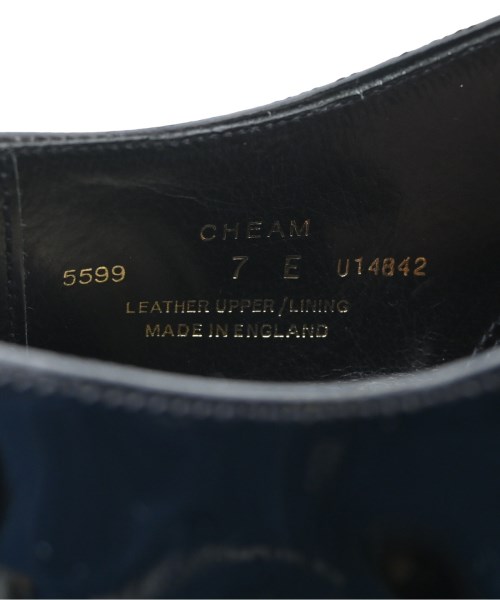 CHEAM
5599 7 E U14842
LEATHER UPPER/LINING
MADE IN ENGLAND